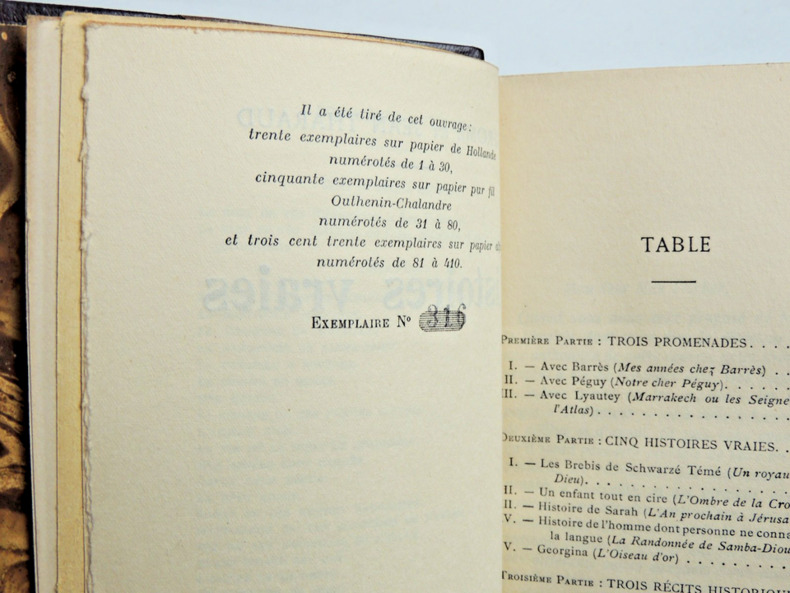 Il a été tiré de cet ouvrage :
trente exemplaires sur papier de Hollande
numérotés de 1 à 30,
cinquante exemplaires sur papier pur fil
Outhenin-Chalandre
numérotés de 31 à 80,
et trois cent trente exemplaires sur papier
numérotés de 81 à 410.
EXEMPLAIRE Nº 316
TABLE
PREMIÈRE PARTIE : TROIS PROMENADES. . . .
I. — Avec Barrès (Mes années chez Barrès) . .
II. — Avec Péguy (Notre cher Péguy). . . . . .
III. — Avec Lyautey (Marrakech ou les Seigne
l'Atlas) . . . . . . . . . . . . . .
DEUXIÈME PARTIE : CINQ HISTOIRES VRAIES. . .
I. — Les Brebis de Schwarzé Témé (Un royau
Dieu). . . . . . . . . . . . . . .
II. — Un enfant tout en cire (L'Ombre de la Cro
II. — Histoire de Sarah (L'An prochain à Jérusa
V. — Histoire de l'homme dont personne ne conna
la langue (La Randonnée de Samba-Diou
V. — Georgina (L'Oiseau d'or) . . . . . . . .
TROISIÈME PARTIE : TROIS RÉCITS HISTORIQU